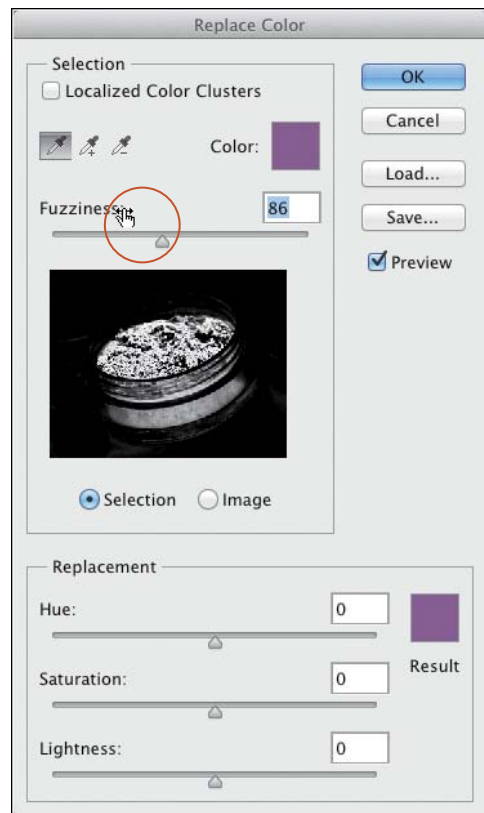 Replace Color
Selection
Localized Color Clusters
OK
Cancel
Color:
Load...
Fuzziness:
86
Save...
Preview
Selection
Image
Replacement
Hue:
0
Result
Saturation:
0
Lightness:
0